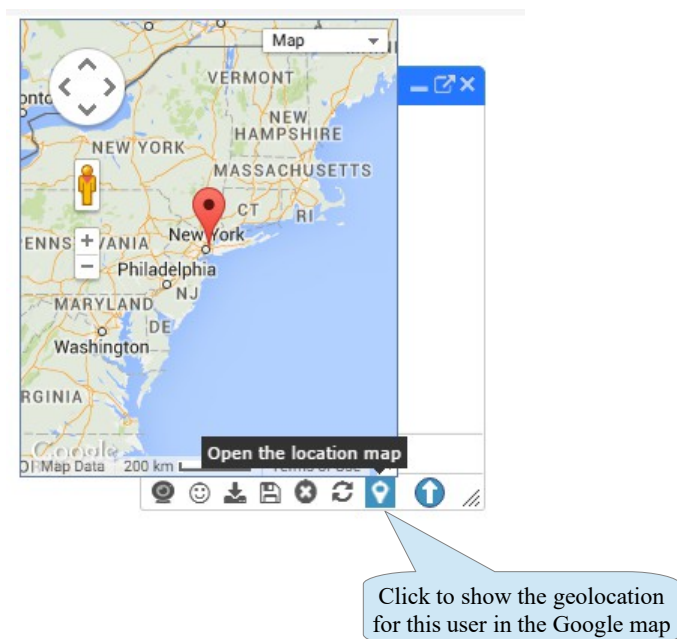 Map
VERMONT
NEW
HAMPSHIRE
NEW YORK
MASSACHUSETTS
CT
RI
ENNS
VANIA
New York
Philadelphia
NJ
MARYLAND
DE
Washington
RGINIA
Google
Open the location map
Map Data
200 km
Terms of Use
Click to show the geolocation
for this user in the Google map